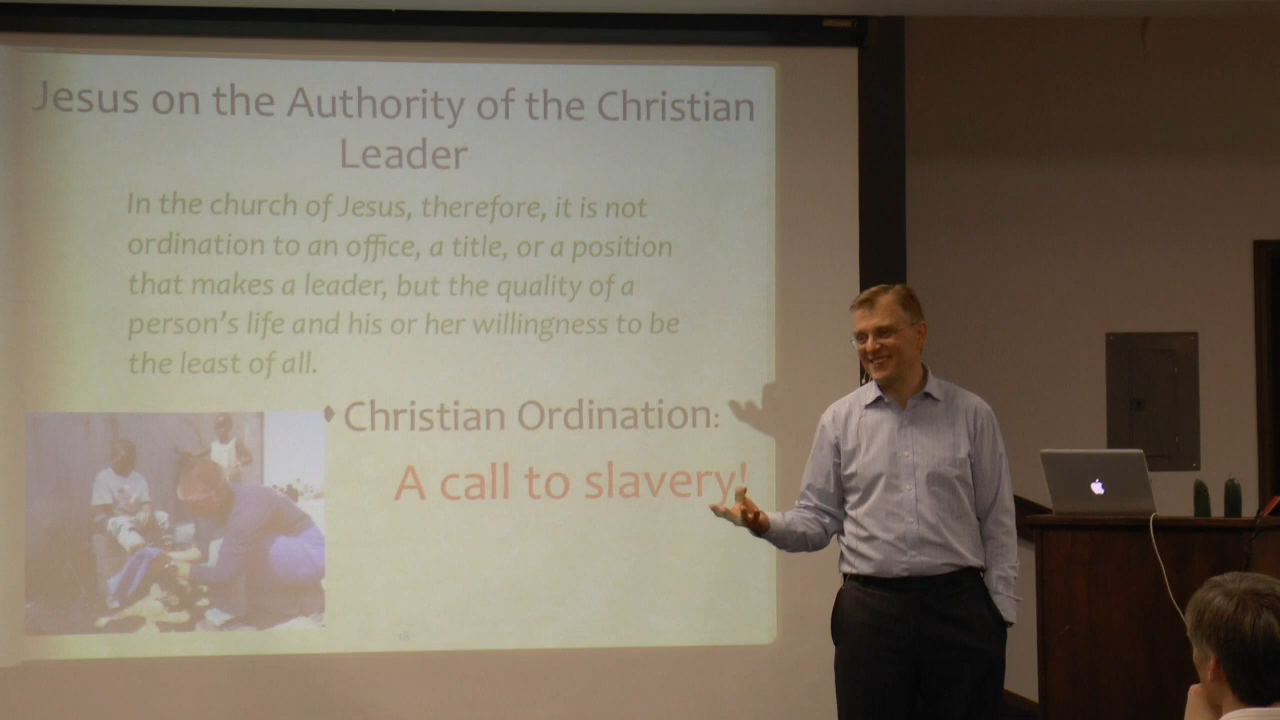 Jesus on the Authority of the Christian
Leader
In the church of Jesus, therefore, it is not
ordination to an office, a title, or a position
that makes a leader, but the quality of a
person's life and his or her willingness to be
the least of all.
♦ Christian Ordination:
A call to slavery!